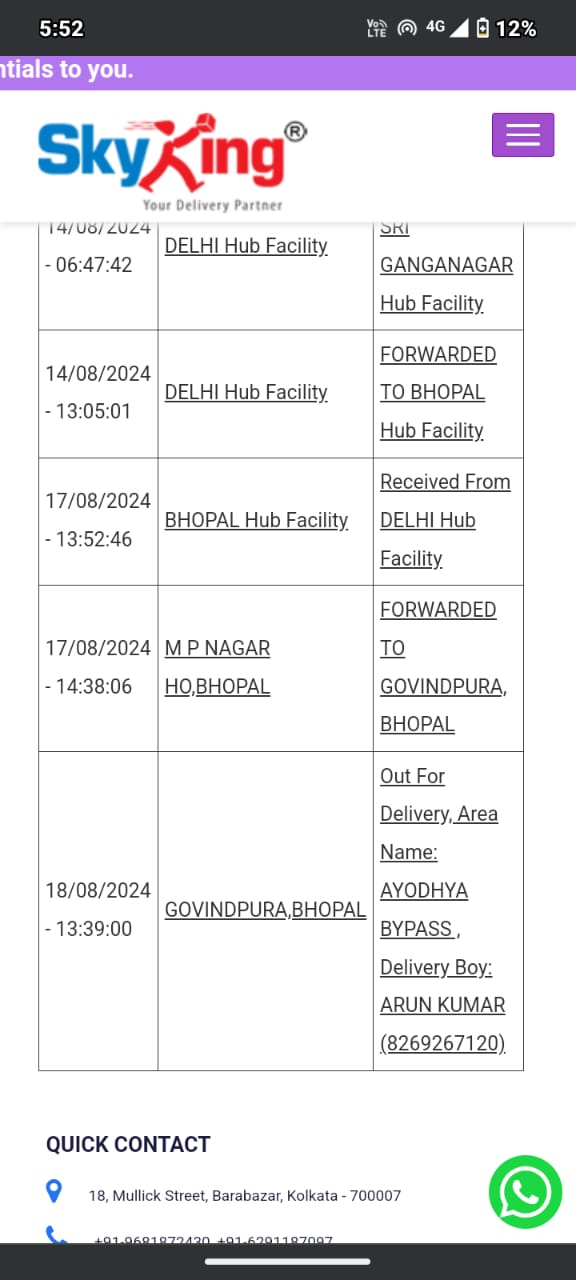 5:52
Vo)) LTE 4G 12%
ntials to you.
SkyKing®
Your Delivery Partner
14/08/2024
- 06:47:42
DELHI Hub Facility
SRI
GANGANAGAR
Hub Facility
14/08/2024
- 13:05:01
DELHI Hub Facility
FORWARDED
TO BHOPAL
Hub Facility
17/08/2024
- 13:52:46
BHOPAL Hub Facility
Received From
DELHI Hub
Facility
17/08/2024
- 14:38:06
M P NAGAR
HO,BHOPAL
FORWARDED
TO
GOVINDPURA,
BHOPAL
18/08/2024
- 13:39:00
GOVINDPURA,BHOPAL
Out For
Delivery, Area
Name:
AYODHYA
BYPASS ,
Delivery Boy:
ARUN KUMAR
(8269267120)
QUICK CONTACT
18, Mullick Street, Barabazar, Kolkata - 700007
+91-9681872430, +91-6291187097